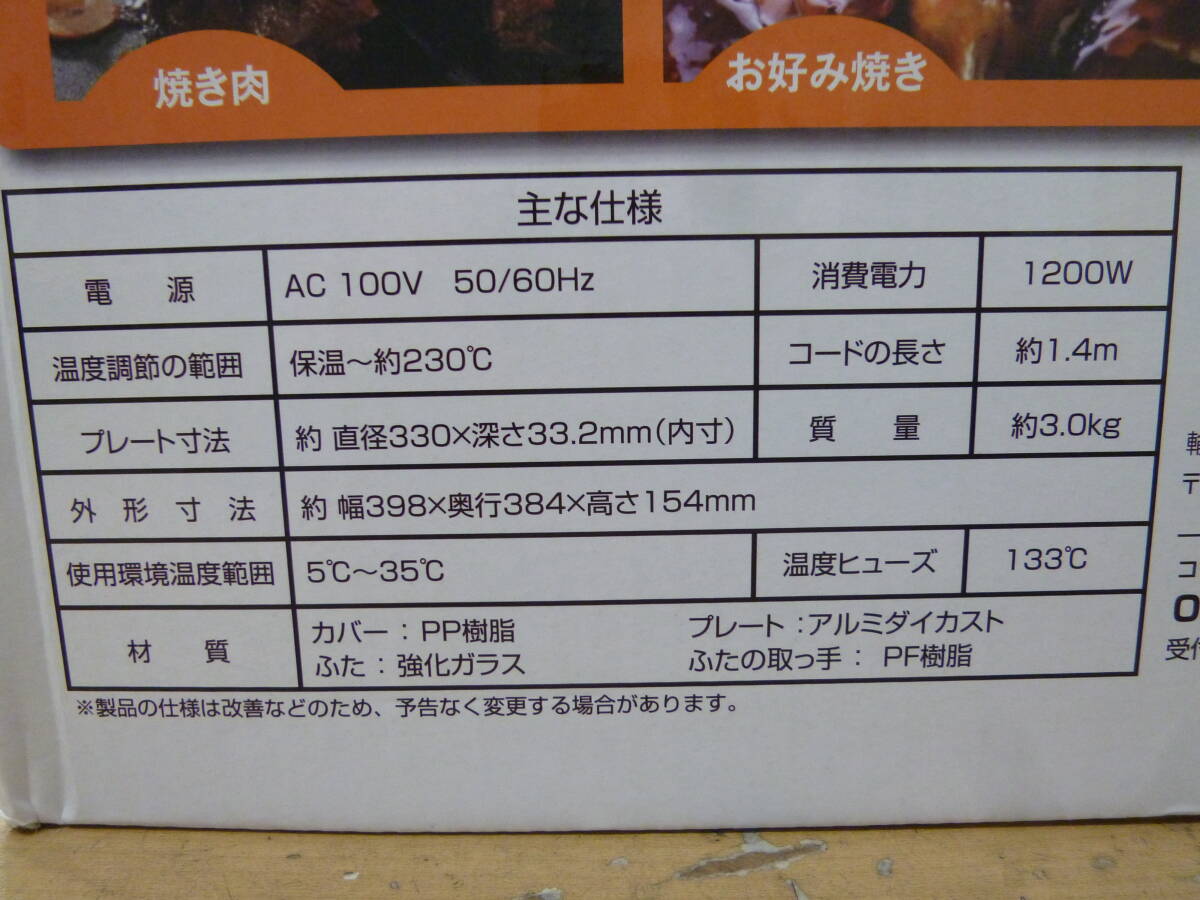 焼き肉
お好み焼き
主な仕様
電 源 AC 100V 50/60Hz 消費電力 1200W
温度調節の範囲 保温～約230℃ コードの長さ 約1.4m
プレート寸法 約 直径330×深さ33.2mm（内寸） 質 量 約3.0kg
外 形 寸 法 約 幅398×奥行384×高さ154mm
使用環境温度範囲 5℃～35℃ 温度ヒューズ 133℃
材 質 カバー：PP樹脂 プレート：アルミダイカスト
ふた：強化ガラス ふたの取っ手： PF樹脂
※製品の仕様は改善などのため、予告なく変更する場合があります。
〒
コ
0
受付